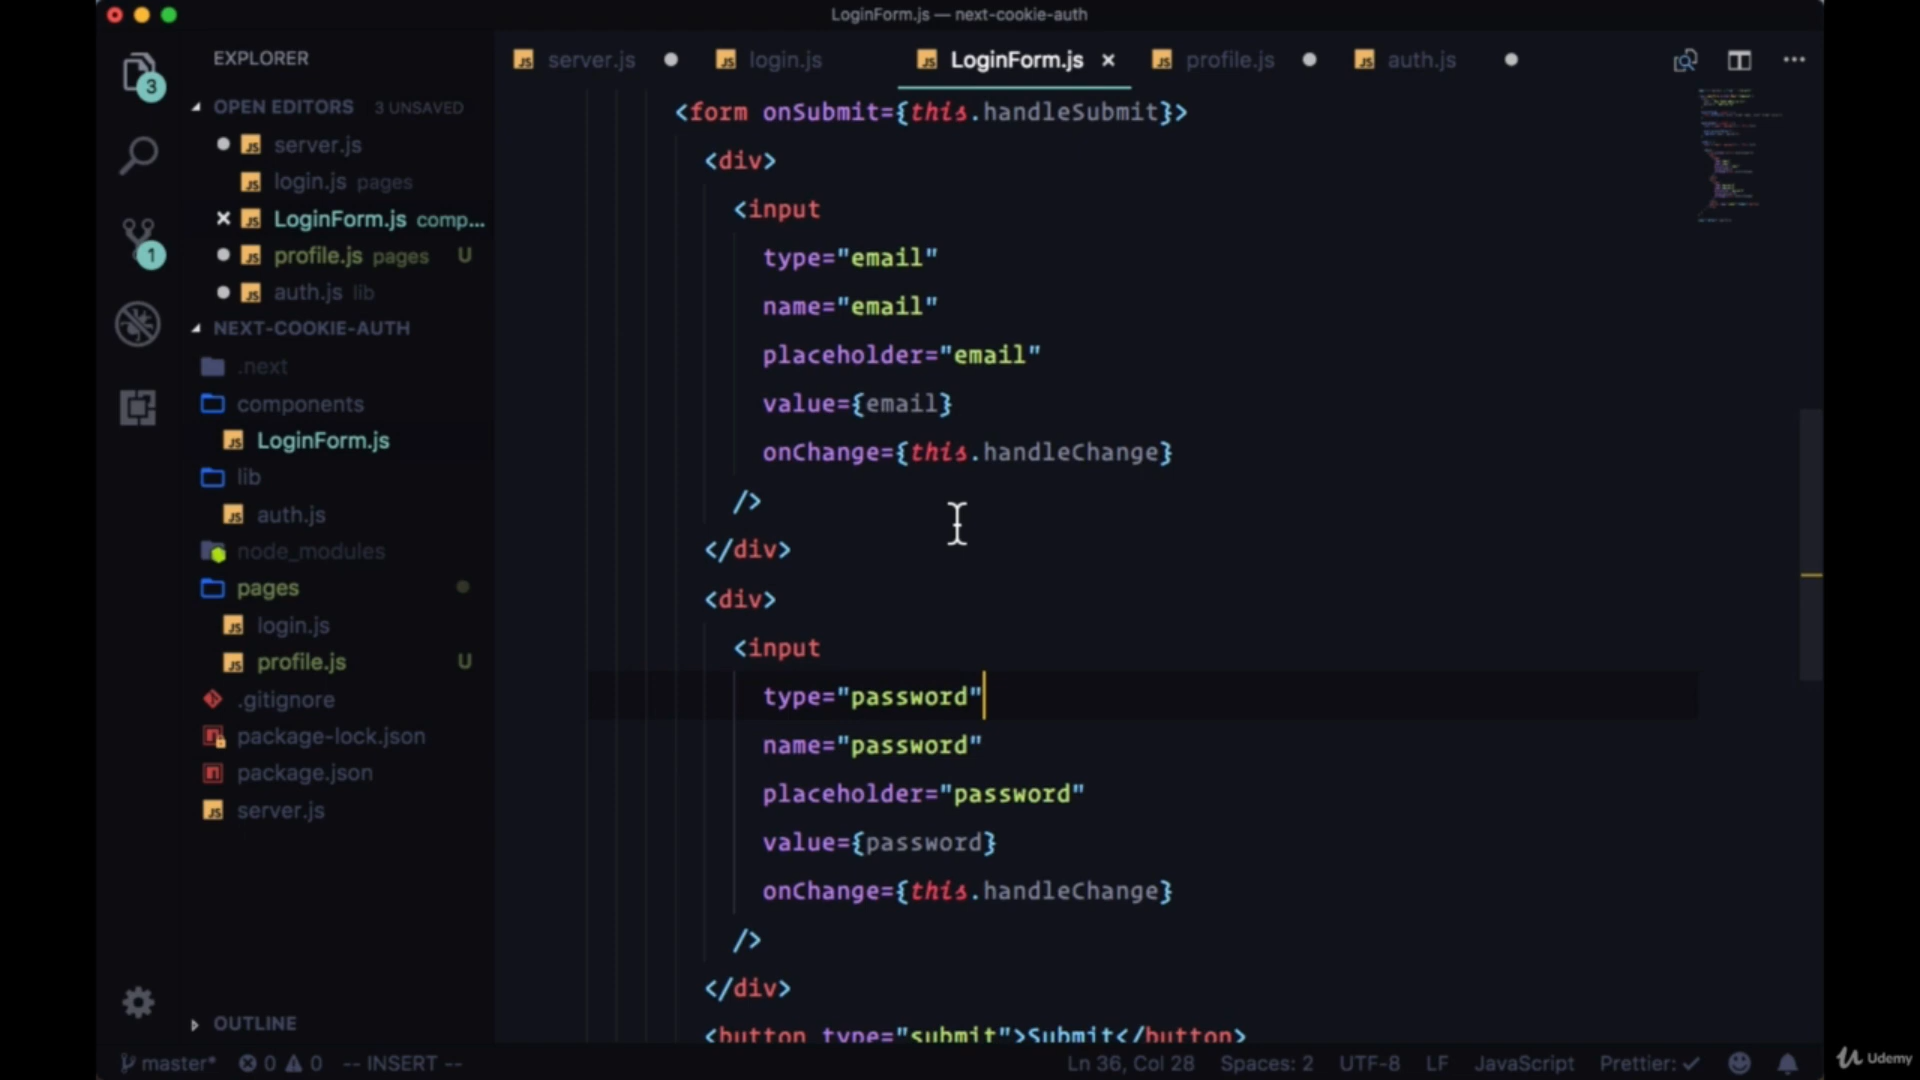 LoginForm.js — next-cookie-auth
EXPLORER
3
1
OPEN EDITORS 3 UNSAVED
server.js
login.js pages
LoginForm.js comp...
profile.js pages U
auth.js lib
NEXT-COOKIE-AUTH
.next
components
LoginForm.js
lib
auth.js
node_modules
pages
login.js
profile.js U
.gitignore
package-lock.json
package.json
server.js
OUTLINE
server.js login.js LoginForm.js × profile.js auth.js
<form onSubmit={this.handleSubmit}>
<div>
<input
type="email"
name="email"
placeholder="email"
value={email}
onChange={this.handleChange}
/>
</div>
<div>
<input
type="password"
name="password"
placeholder="password"
value={password}
onChange={this.handleChange}
/>
</div>
<button type="submit">Submit</button>
master* 0 0 -- INSERT -- Ln 36, Col 28 Spaces: 2 UTF-8 LF JavaScript Prettier: ✓
Udemy